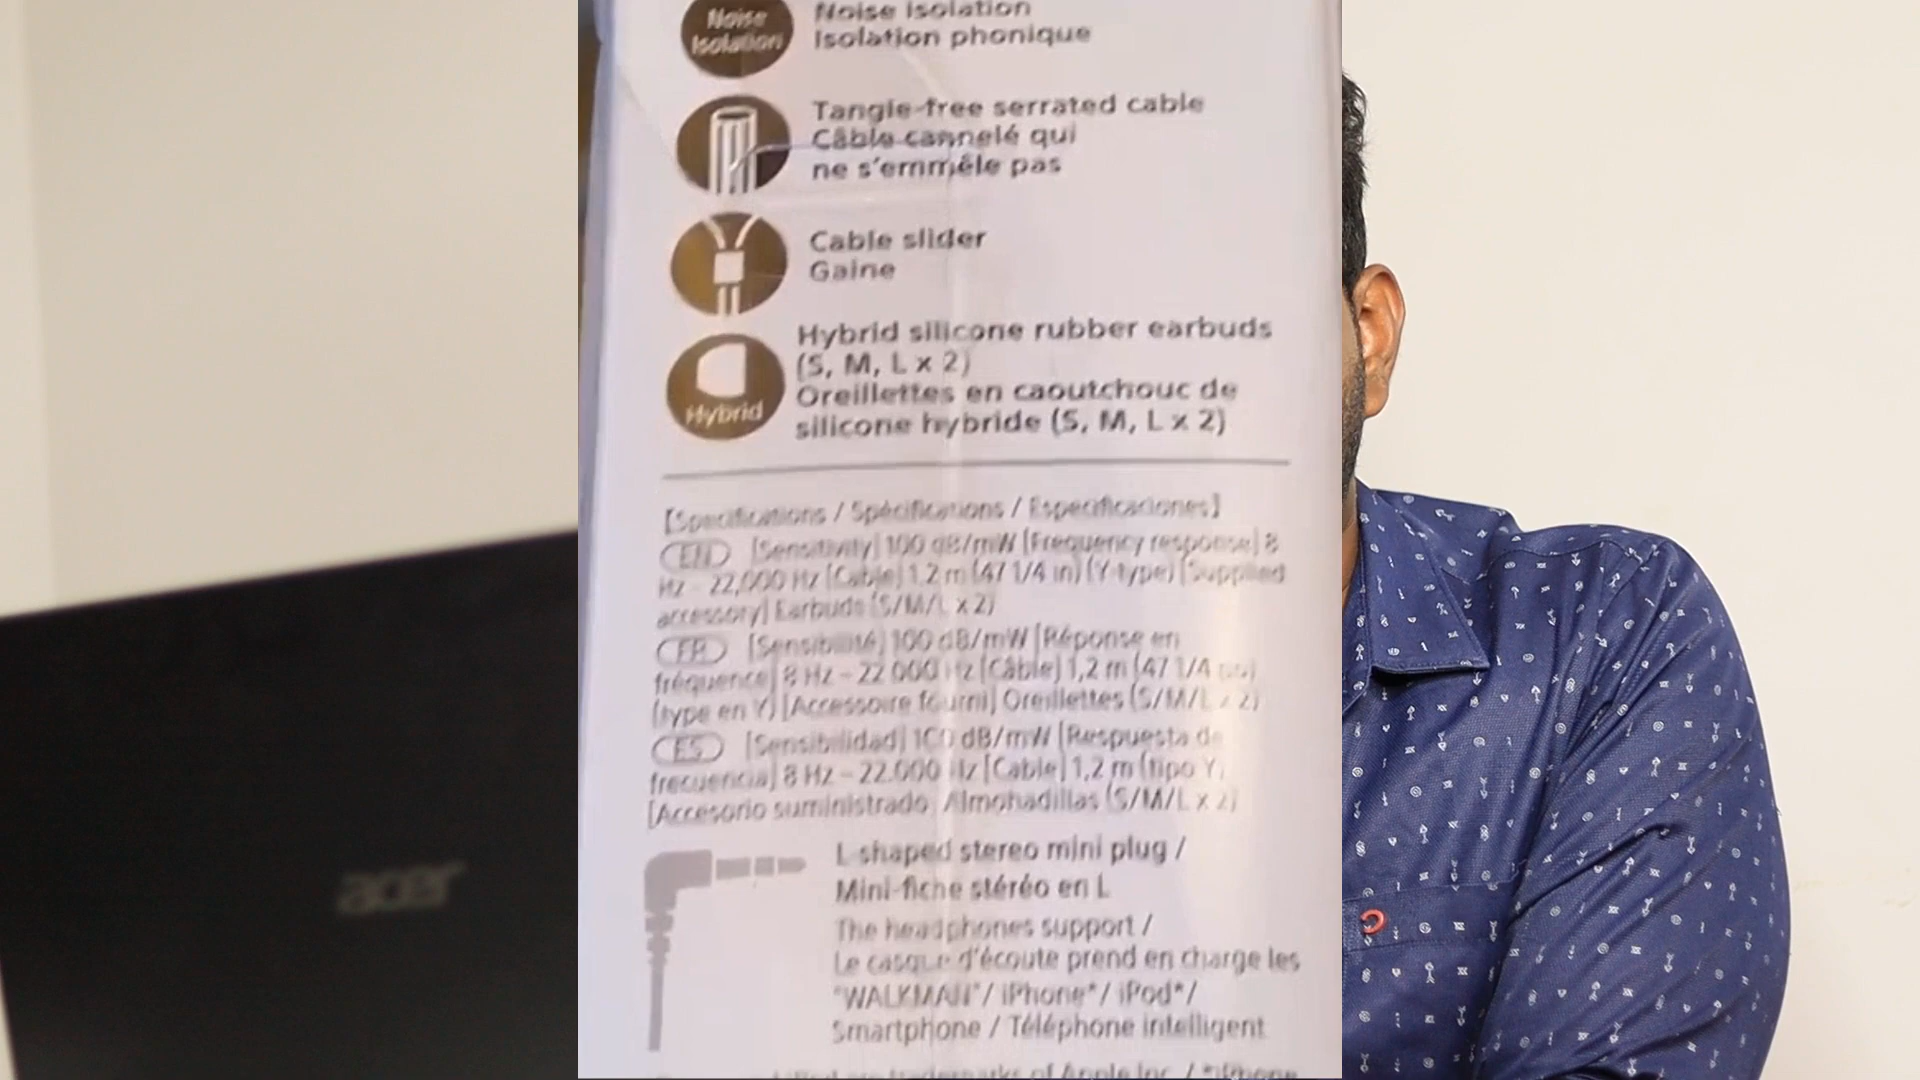 Noise Isolation
Noise isolation
Isolation phonique
Tangle-free serrated cable
Câble cannelé qui
ne s'emmêle pas
Cable slider
Gaine
Hybrid
Hybrid silicone rubber earbuds
(S, M, L x 2)
Oreillettes en caoutchouc de
silicone hybride (S, M, L x 2)
[Specifications / Spécifications / Especificaciones]
EN [Sensitivity] 100 dB/mW [Frequency response] 8
Hz - 22,000 Hz [Cable] 1.2 m (47 1/4 in) (Y-type) [Supplied
accessory] Earbuds (S/M/L x 2)
FR [Sensibilité] 100 dB/mW [Réponse en
fréquence] 8 Hz - 22 000 Hz [Câble] 1,2 m (47 1/4
(type en Y) [Accessoire fourni] Oreillettes (S/M/L x 2)
ES [Sensibilidad] 100 dB/mW [Respuesta de
frecuencia] 8 Hz - 22.000 Hz [Cable] 1,2 m (tipo Y)
[Accesorio suministrado] Almohadillas (S/M/L x 2)
L-shaped stereo mini plug /
Mini-fiche stéréo en L
The headphones support /
Le casque d'écoute prend en charge les
"WALKMAN" / iPhone* / iPod* /
Smartphone / Téléphone intelligent
are trademarks of Apple Inc. / *iPhone
acer